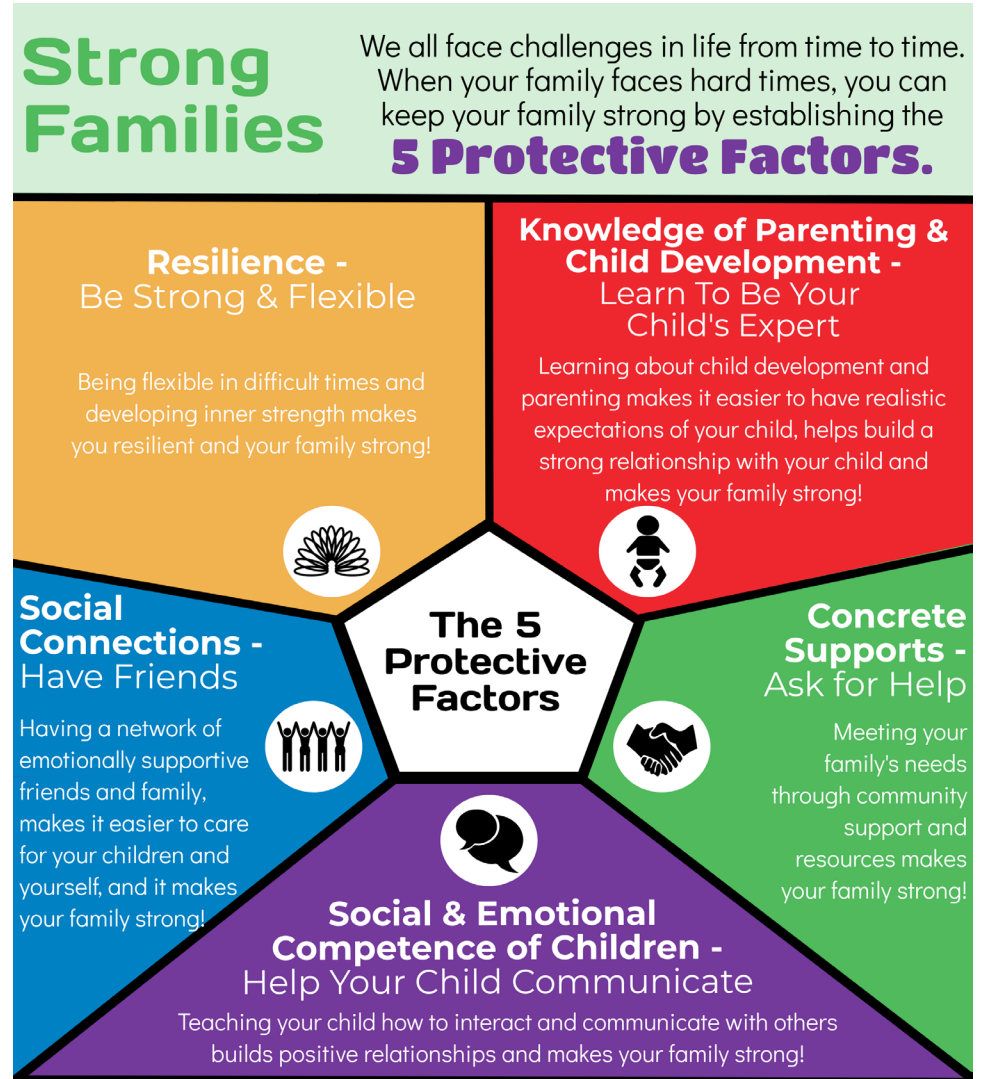 Strong
Families
We all face challenges in life from time to time.
When your family faces hard times, you can
keep your family strong by establishing the
5 Protective Factors.
Resilience -
Be Strong & Flexible
Being flexible in difficult times and
developing inner strength makes
you resilient and your family strong!
Knowledge of Parenting &
Child Development -
Learn To Be Your
Child's Expert
Learning about child development and
parenting makes it easier to have realistic
expectations of your child, helps build a
strong relationship with your child and
makes your family strong!
The 5
Protective
Factors
Social
Connections -
Have Friends
Having a network of
emotionally supportive
friends and family,
makes it easier to care
for your children and
yourself, and it makes
your family strong!
Concrete
Supports -
Ask for Help
Meeting your
family's needs
through community
support and
resources makes
your family strong!
Social & Emotional
Competence of Children -
Help Your Child Communicate
Teaching your child how to interact and communicate with others
builds positive relationships and makes your family strong!